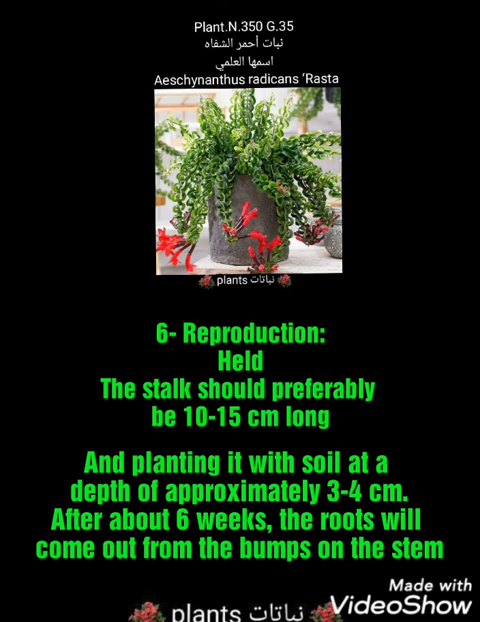 Plant.N.350 G.35
نبات أحمر الشفاه
اسمها العلمي
Aeschynanthus radicans ‘Rasta
plants نباتات
6- Reproduction:
Held
The stalk should preferably
be 10-15 cm long
And planting it with soil at a
depth of approximately 3-4 cm.
After about 6 weeks, the roots will
come out from the bumps on the stem
Made with
VideoShow
plants نباتات